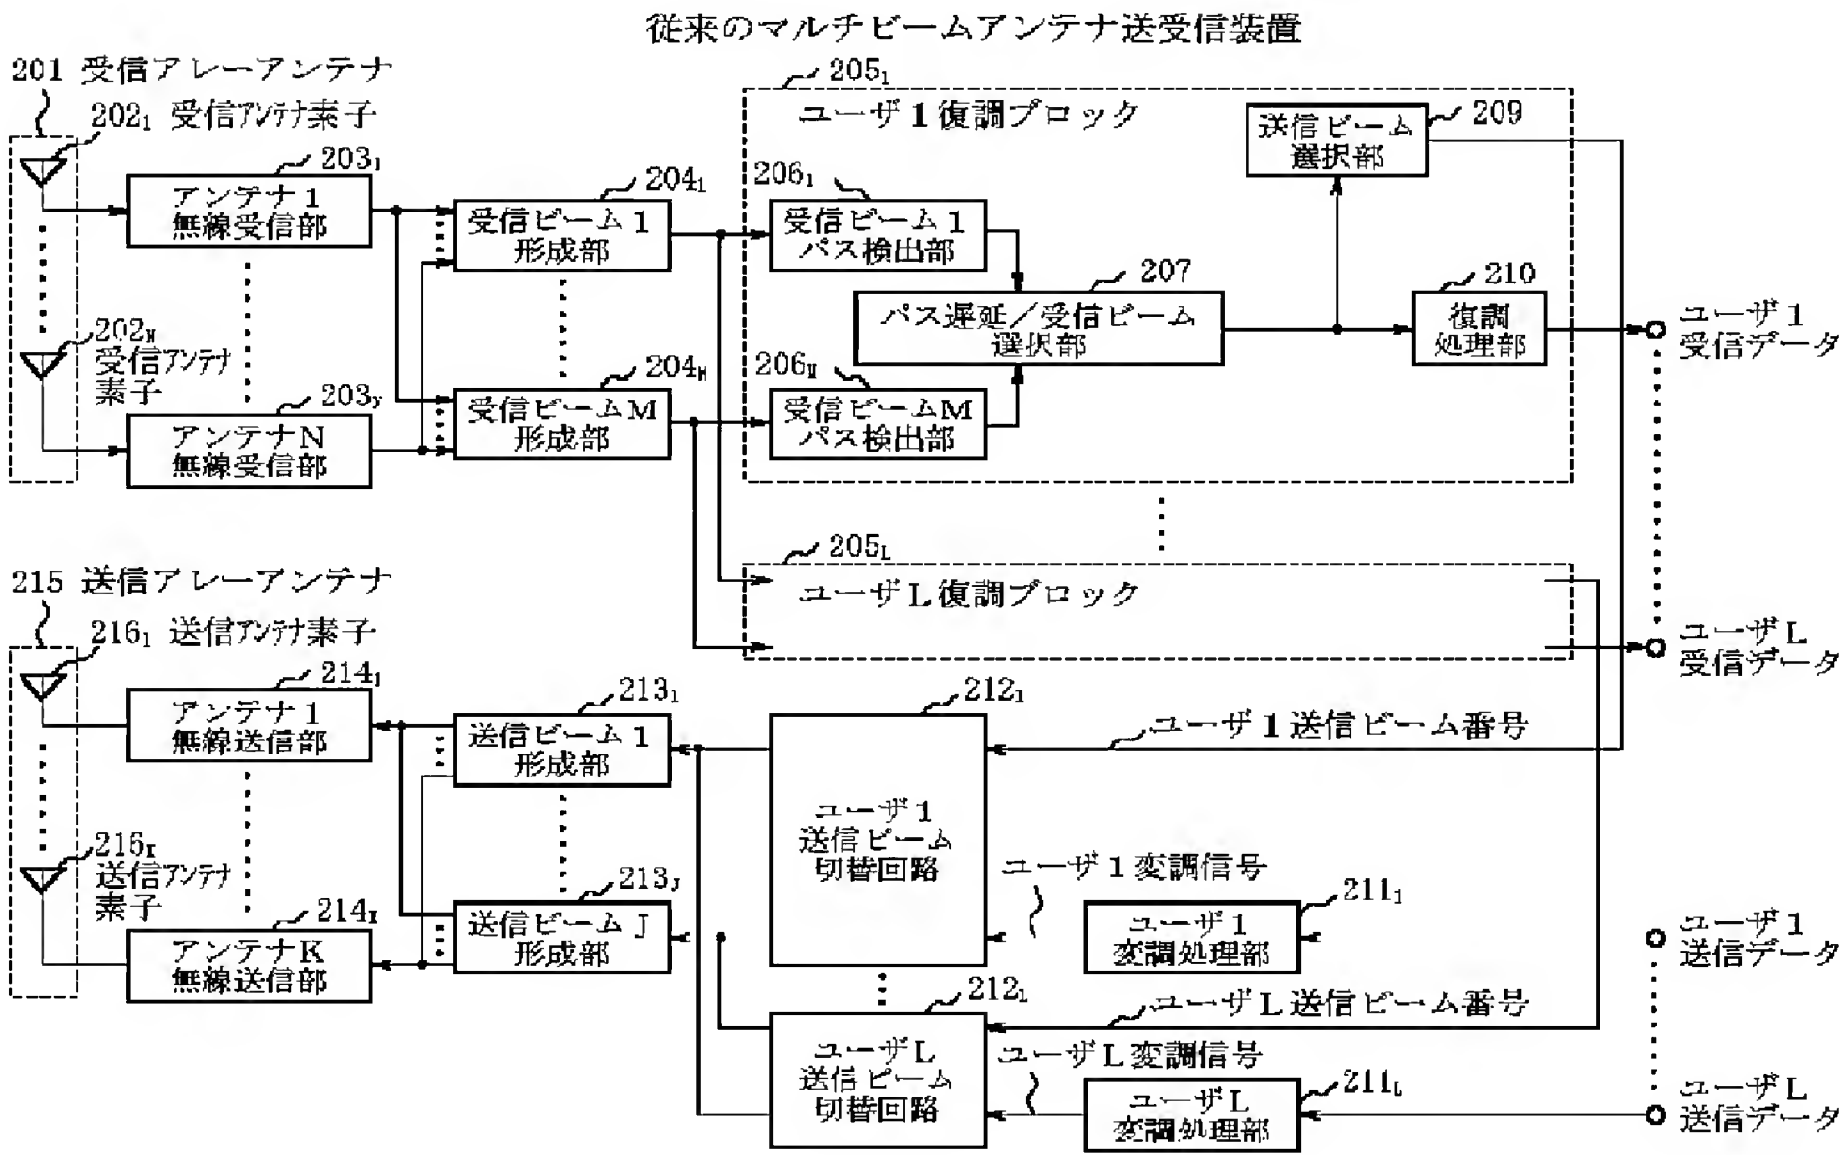 従来のマルチビームアンテナ送受信装置
201 受信アレーアンテナ
202₁ 受信アンテナ素子
203₁
アンテナ1
無線受信部
204₁
受信ビーム1
形成部
205₁
ユーザ1復調ブロック
206₁
受信ビーム1
パス検出部
207
パス遅延／受信ビーム
選択部
209
送信ビーム
選択部
210
復調
処理部
ユーザ1
受信データ
202N
受信アンテナ
素子
203N
アンテナN
無線受信部
204M
受信ビームM
形成部
206M
受信ビームM
パス検出部
205L
ユーザL復調ブロック
ユーザL
受信データ
215 送信アレーアンテナ
216₁ 送信アンテナ素子
214₁
アンテナ1
無線送信部
213₁
送信ビーム1
形成部
212₁
ユーザ1
送信ビーム
切替回路
ユーザ1送信ビーム番号
ユーザ1変調信号
211₁
ユーザ1
変調処理部
ユーザ1
送信データ
216K
送信アンテナ
素子
214K
アンテナK
無線送信部
213J
送信ビームJ
形成部
212L
ユーザL
送信ビーム
切替回路
ユーザL送信ビーム番号
ユーザL変調信号
211L
ユーザL
変調処理部
ユーザL
送信データ